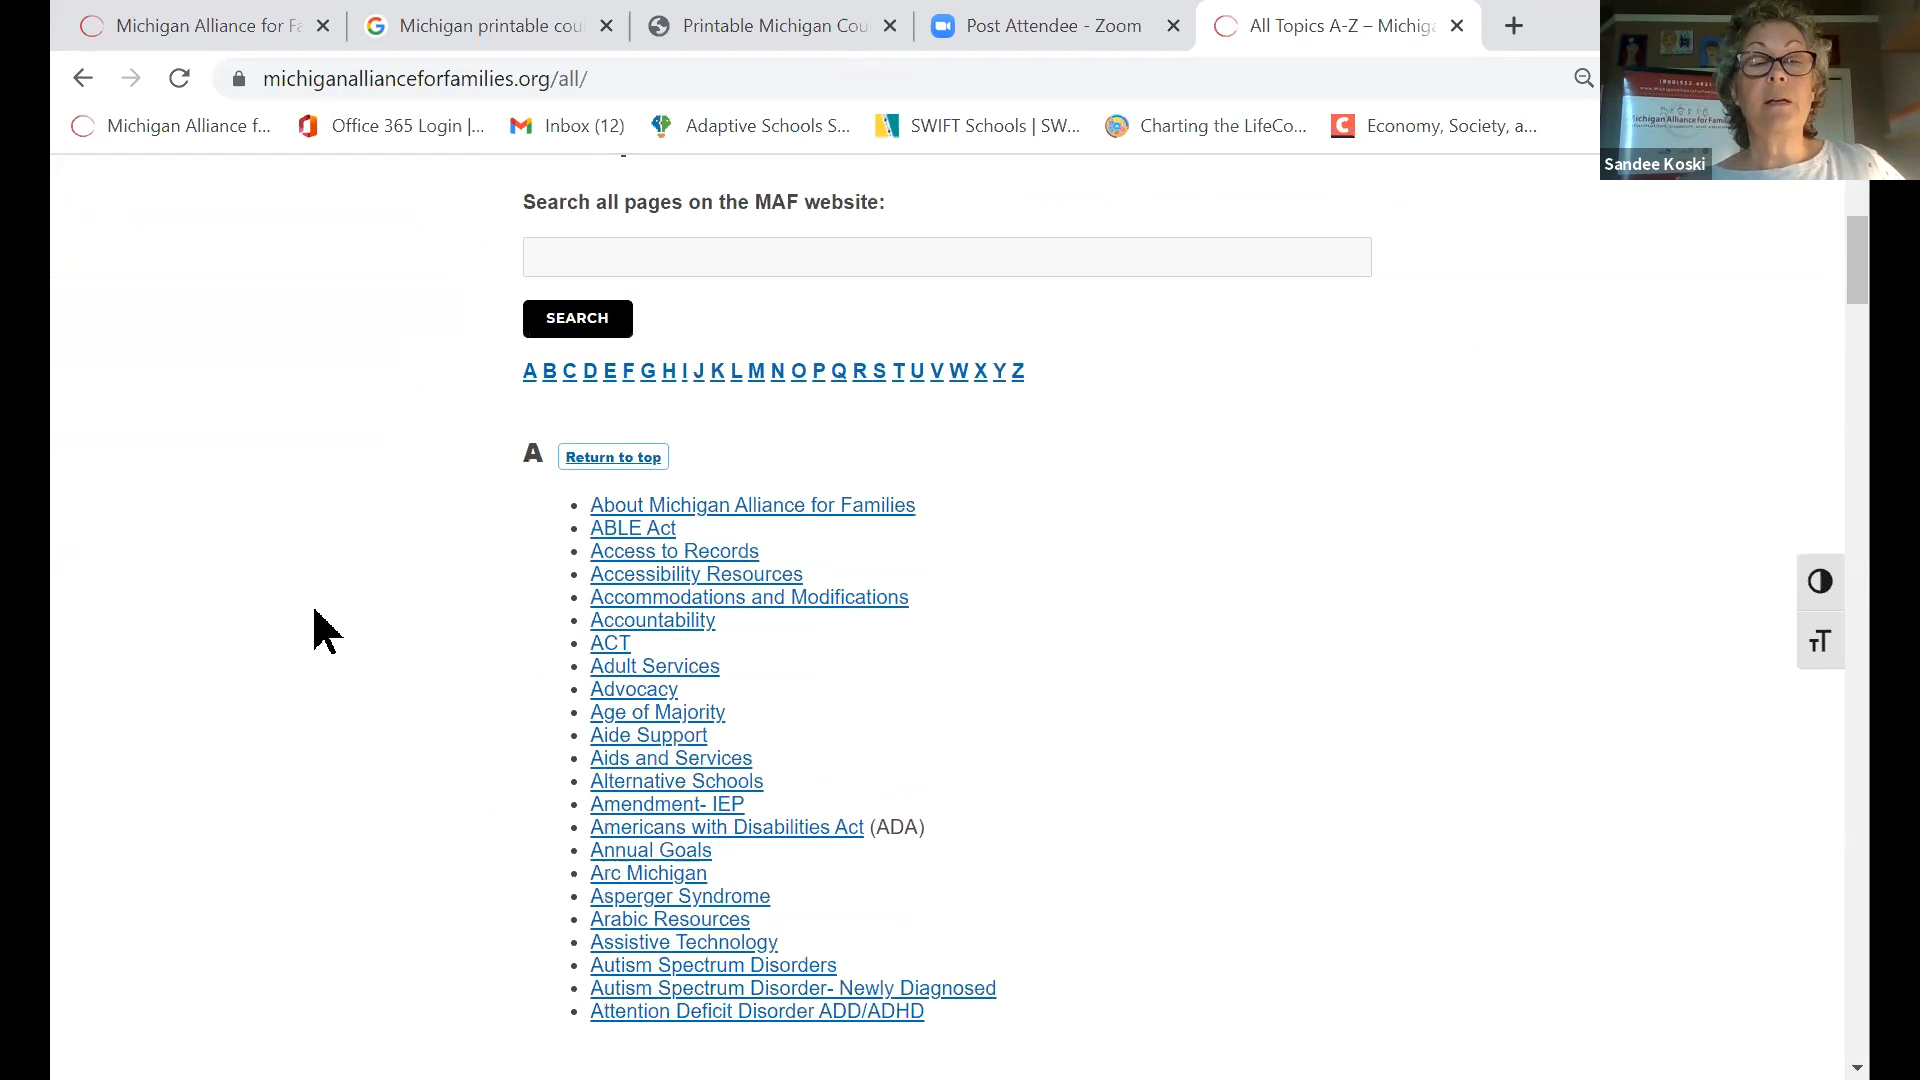 Michigan Alliance for Fa
Michigan printable cou
Printable Michigan Cou
Post Attendee - Zoom
All Topics A-Z – Michiga
michiganallianceforfamilies.org/all/
Michigan Alliance f...
Office 365 Login |...
Inbox (12)
Adaptive Schools S...
SWIFT Schools | SW...
Charting the LifeCo...
Economy, Society, a...
Sandee Koski
Search all pages on the MAF website:
SEARCH
A B C D E F G H I J K L M N O P Q R S T U V W X Y Z
A Return to top
About Michigan Alliance for Families
ABLE Act
Access to Records
Accessibility Resources
Accommodations and Modifications
Accountability
ACT
Adult Services
Advocacy
Age of Majority
Aide Support
Aids and Services
Alternative Schools
Amendment- IEP
Americans with Disabilities Act (ADA)
Annual Goals
Arc Michigan
Asperger Syndrome
Arabic Resources
Assistive Technology
Autism Spectrum Disorders
Autism Spectrum Disorder- Newly Diagnosed
Attention Deficit Disorder ADD/ADHD